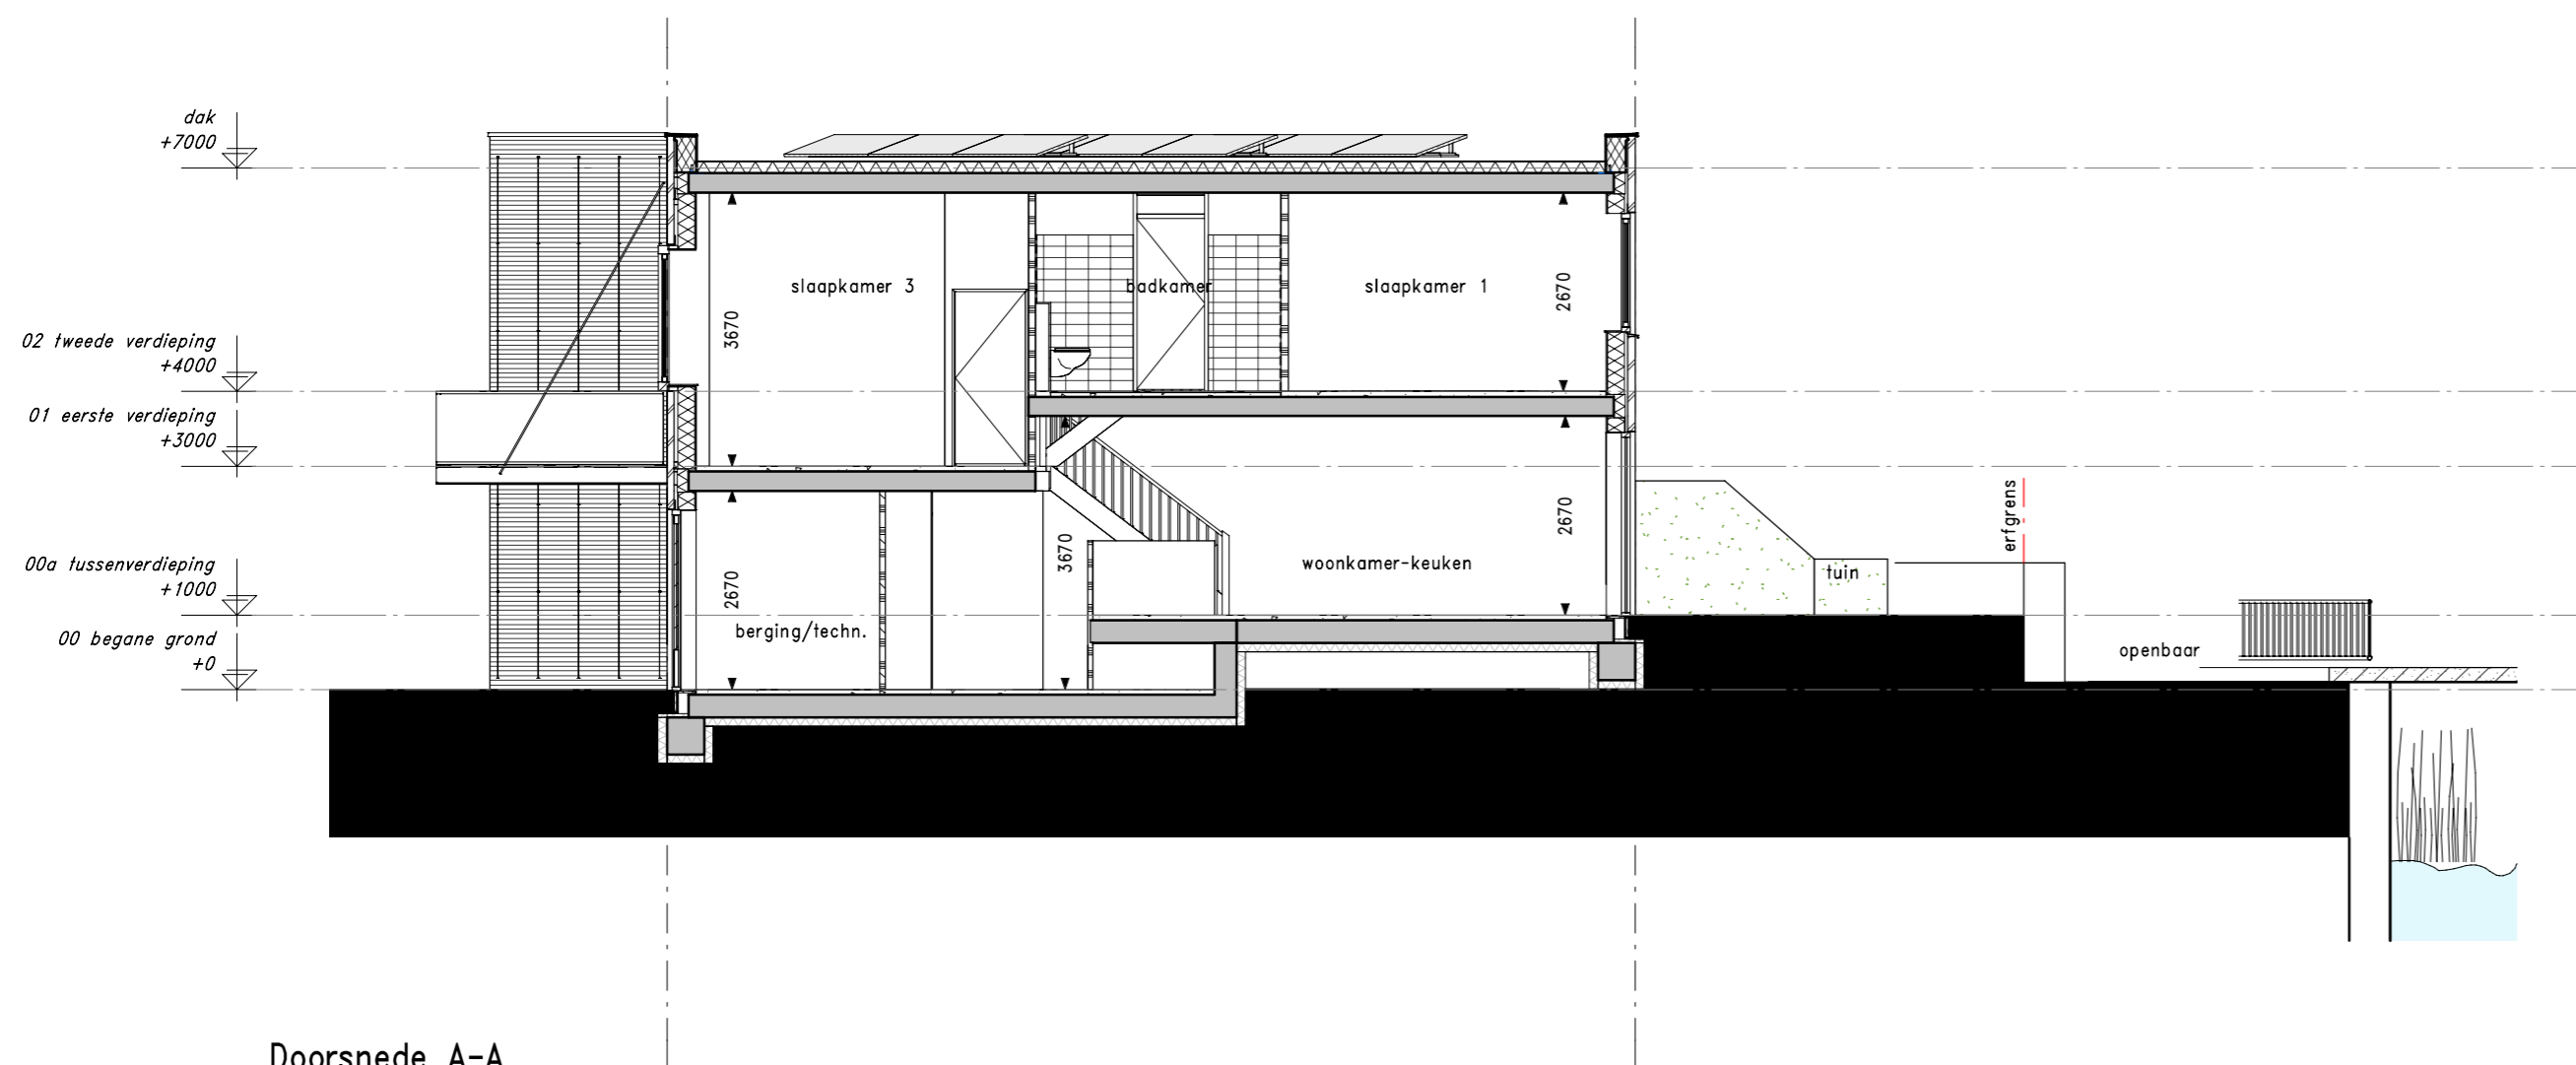 dak
+7000
02 tweede verdieping
+4000
01 eerste verdieping
+3000
00a tussenverdieping
+1000
00 begane grond
+0
slaapkamer 3
badkamer
slaapkamer 1
3670
2670
2670
3670
2670
berging/techn.
woonkamer-keuken
erfgrens
tuin
openbaar
Doorsnede A-A